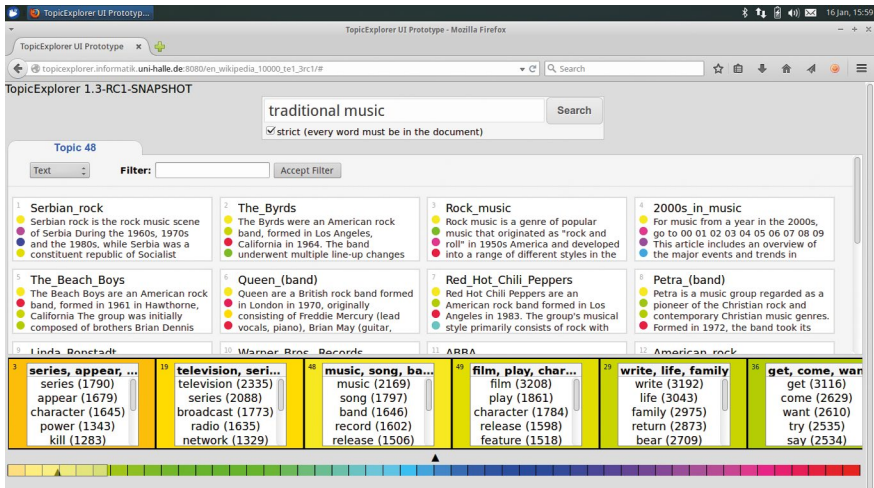 TopicExplorer UI Prototyp...
16 Jan, 15:59
TopicExplorer UI Prototype - Mozilla Firefox
TopicExplorer UI Prototype
topicexplorer.informatik.uni-halle.de:8080/en_wikipedia_10000_te1_3rc1/#
Search
TopicExplorer 1.3-RC1-SNAPSHOT
traditional music
Search
strict (every word must be in the document)
Topic 48
Text
Filter:
Accept Filter
1 Serbian_rock
Serbian rock is the rock music scene
of Serbia During the 1960s, 1970s
and the 1980s, while Serbia was a
constituent republic of Socialist
2 The_Byrds
The Byrds were an American rock
band, formed in Los Angeles,
California in 1964. The band
underwent multiple line-up changes
3 Rock_music
Rock music is a genre of popular
music that originated as "rock and
roll" in 1950s America and developed
into a range of different styles in the
4 2000s_in_music
For music from a year in the 2000s,
go to 00 01 02 03 04 05 06 07 08 09
This article includes an overview of
the major events and trends in
5 The_Beach_Boys
The Beach Boys are an American rock
band, formed in 1961 in Hawthorne,
California The group was initially
composed of brothers Brian Dennis
6 Queen_(band)
Queen are a British rock band formed
in London in 1970, originally
consisting of Freddie Mercury (lead
vocals, piano), Brian May (guitar,
7 Red_Hot_Chili_Peppers
Red Hot Chili Peppers are an
American rock band formed in Los
Angeles in 1983. The group's musical
style primarily consists of rock with
8 Petra_(band)
Petra is a music group regarded as a
pioneer of the Christian rock and
contemporary Christian music genres.
Formed in 1972, the band took its
9 Linda_Ronstadt
10 Warner_Bros._Records
11 ABBA
12 American_rock
3 series, appear, ...
series (1790)
appear (1679)
character (1645)
power (1343)
kill (1283)
19 television, seri...
television (2335)
series (2088)
broadcast (1773)
radio (1635)
network (1329)
48 music, song, ba...
music (2169)
song (1797)
band (1646)
record (1602)
release (1506)
49 film, play, char...
film (3208)
play (1861)
character (1784)
release (1598)
feature (1518)
29 write, life, family
write (3192)
life (3043)
family (2975)
return (2873)
bear (2709)
36 get, come, wan
get (3116)
come (2629)
want (2610)
try (2535)
say (2534)